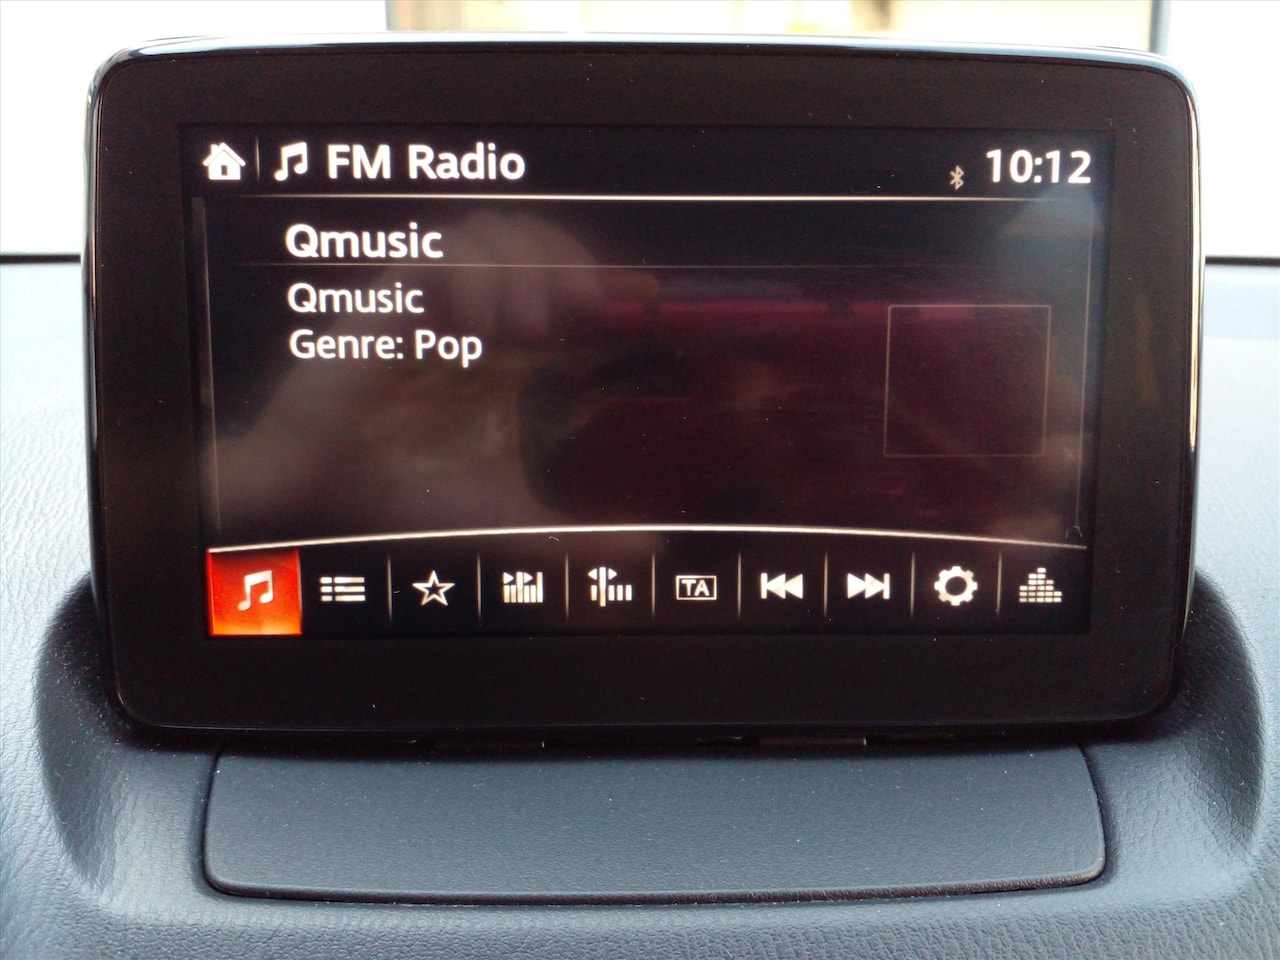 FM Radio
10:12
Qmusic
Qmusic
Genre: Pop
TA